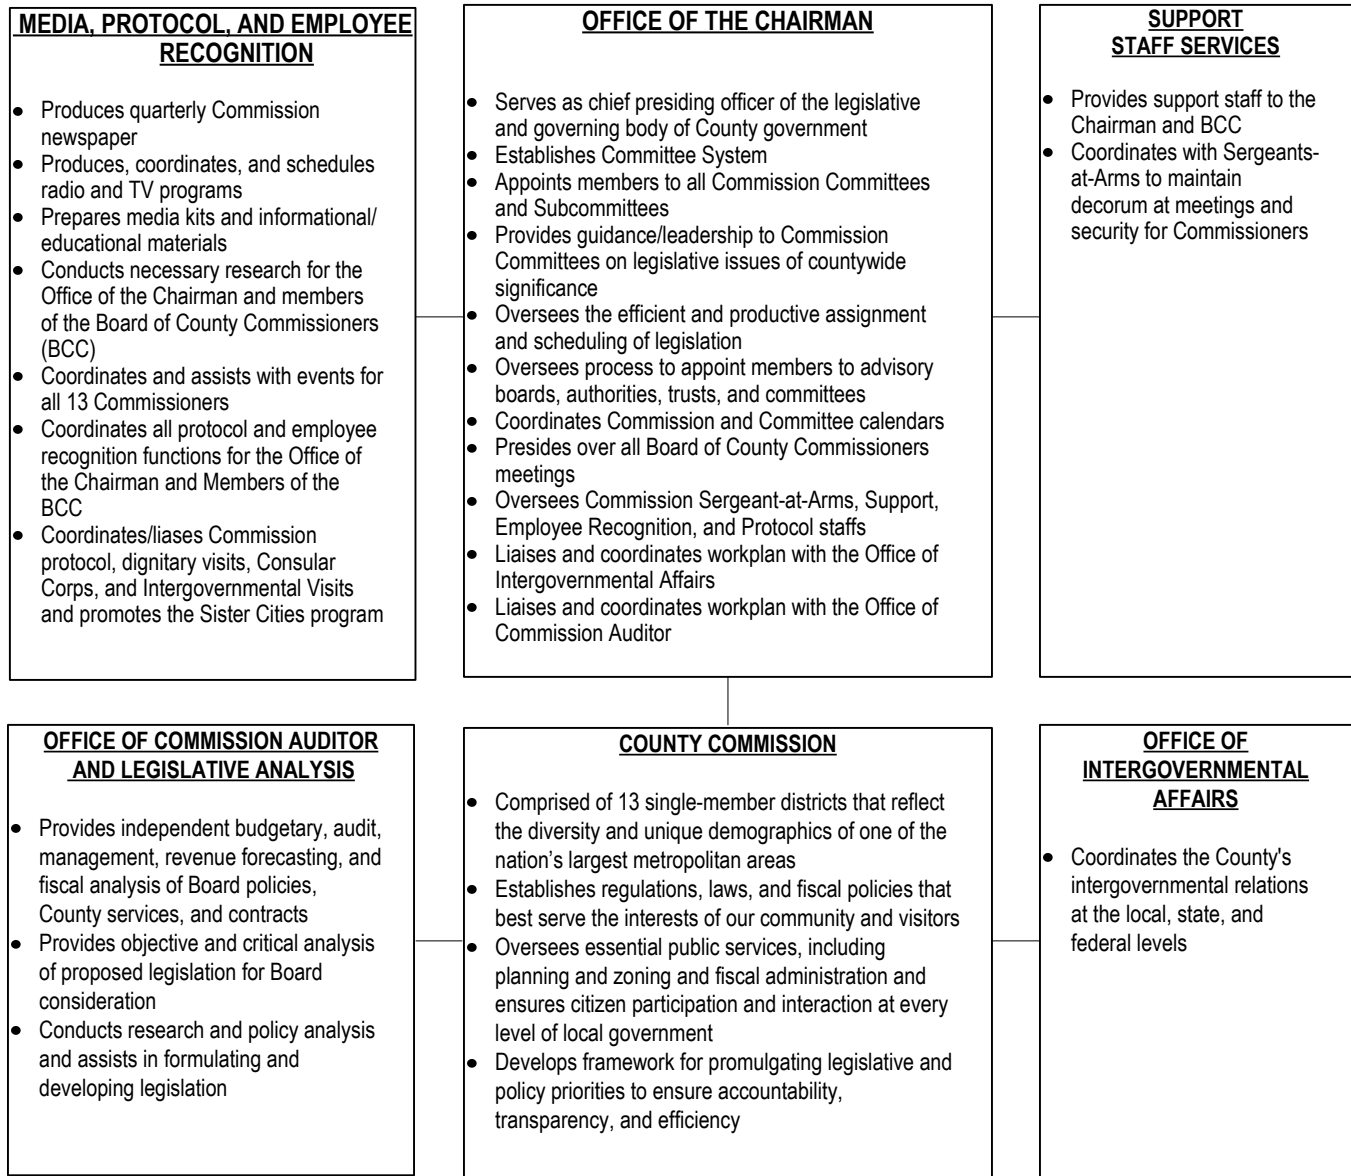 MEDIA, PROTOCOL, AND EMPLOYEE
RECOGNITION
• Produces quarterly Commission
newspaper
• Produces, coordinates, and schedules
radio and TV programs
• Prepares media kits and informational/
educational materials
• Conducts necessary research for the
Office of the Chairman and members
of the Board of County Commissioners
(BCC)
• Coordinates and assists with events for
all 13 Commissioners
• Coordinates all protocol and employee
recognition functions for the Office of
the Chairman and Members of the
BCC
• Coordinates/liases Commission
protocol, dignitary visits, Consular
Corps, and Intergovernmental Visits
and promotes the Sister Cities program
OFFICE OF THE CHAIRMAN
• Serves as chief presiding officer of the legislative
and governing body of County government
• Establishes Committee System
• Appoints members to all Commission Committees
and Subcommittees
• Provides guidance/leadership to Commission
Committees on legislative issues of countywide
significance
• Oversees the efficient and productive assignment
and scheduling of legislation
• Oversees process to appoint members to advisory
boards, authorities, trusts, and committees
• Coordinates Commission and Committee calendars
• Presides over all Board of County Commissioners
meetings
• Oversees Commission Sergeant-at-Arms, Support,
Employee Recognition, and Protocol staffs
• Liaises and coordinates workplan with the Office of
Intergovernmental Affairs
• Liaises and coordinates workplan with the Office of
Commission Auditor
SUPPORT
STAFF SERVICES
• Provides support staff to the
Chairman and BCC
• Coordinates with Sergeants-
at-Arms to maintain
decorum at meetings and
security for Commissioners
OFFICE OF COMMISSION AUDITOR
AND LEGISLATIVE ANALYSIS
• Provides independent budgetary, audit,
management, revenue forecasting, and
fiscal analysis of Board policies,
County services, and contracts
• Provides objective and critical analysis
of proposed legislation for Board
consideration
• Conducts research and policy analysis
and assists in formulating and
developing legislation
COUNTY COMMISSION
• Comprised of 13 single-member districts that reflect
the diversity and unique demographics of one of the
nation’s largest metropolitan areas
• Establishes regulations, laws, and fiscal policies that
best serve the interests of our community and visitors
• Oversees essential public services, including
planning and zoning and fiscal administration and
ensures citizen participation and interaction at every
level of local government
• Develops framework for promulgating legislative and
policy priorities to ensure accountability,
transparency, and efficiency
OFFICE OF
INTERGOVERNMENTAL
AFFAIRS
• Coordinates the County's
intergovernmental relations
at the local, state, and
federal levels